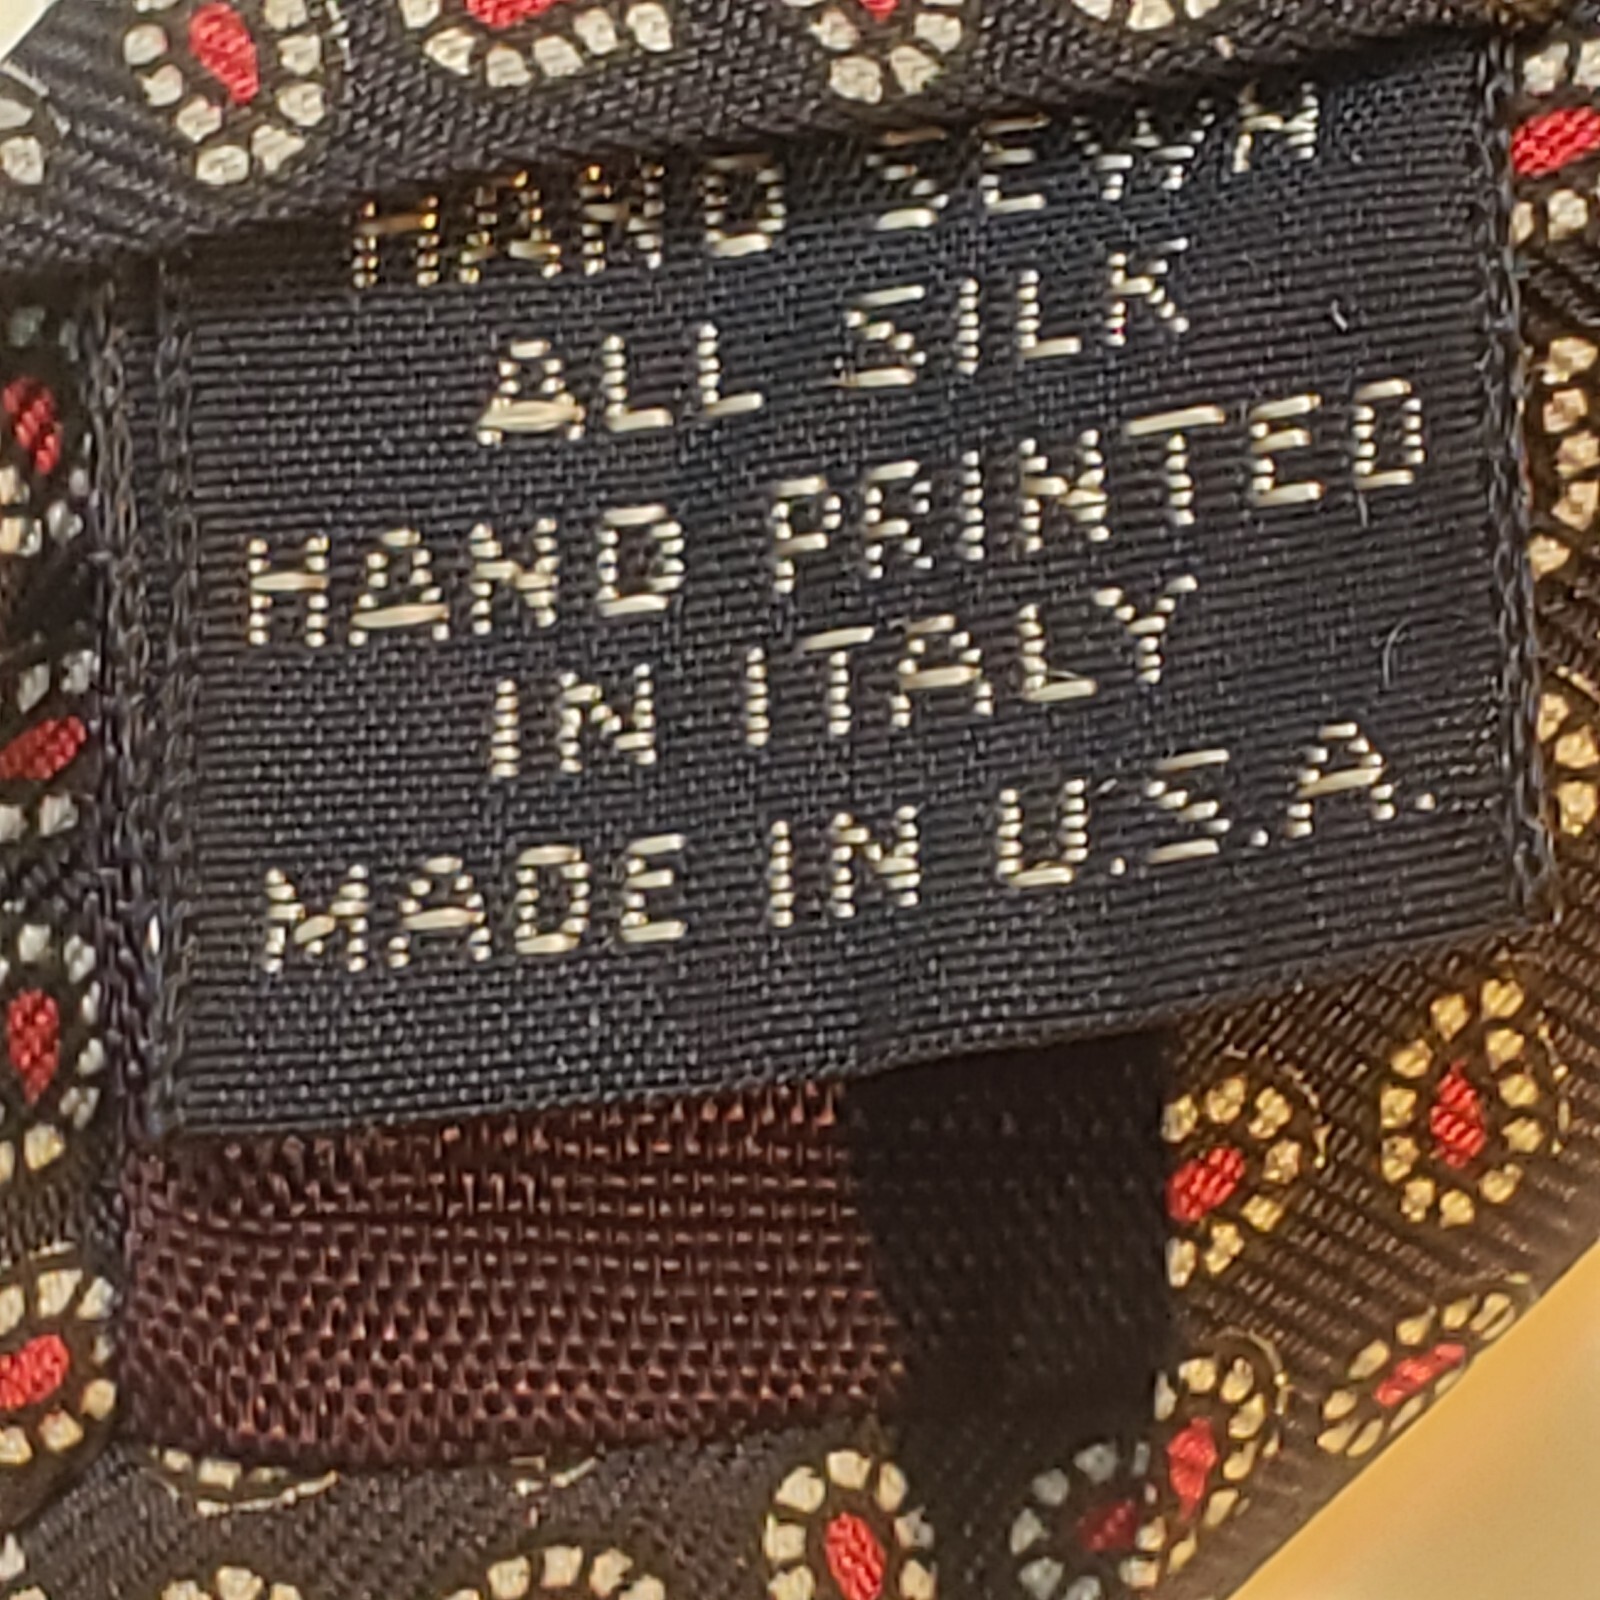 HAND SEWN
ALL SILK
HAND PRINTED
IN ITALY
MADE IN U.S.A.